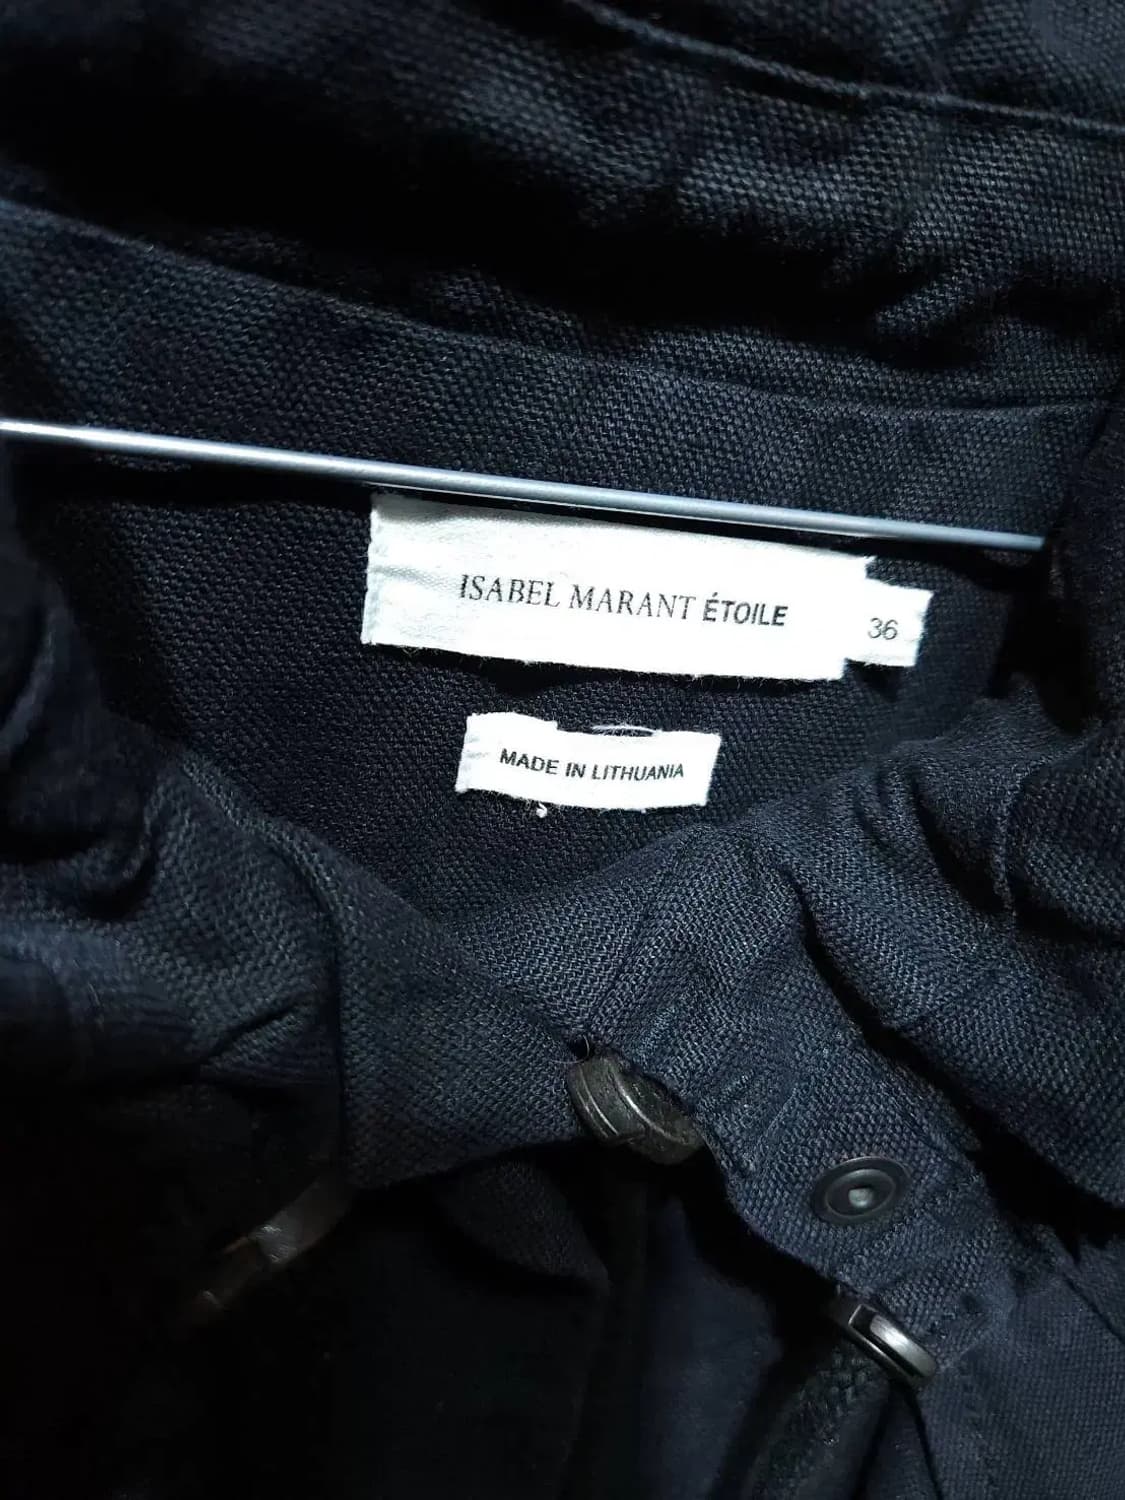 ISABEL MARANT ÉTOILE
36
MADE IN LITHUANIA